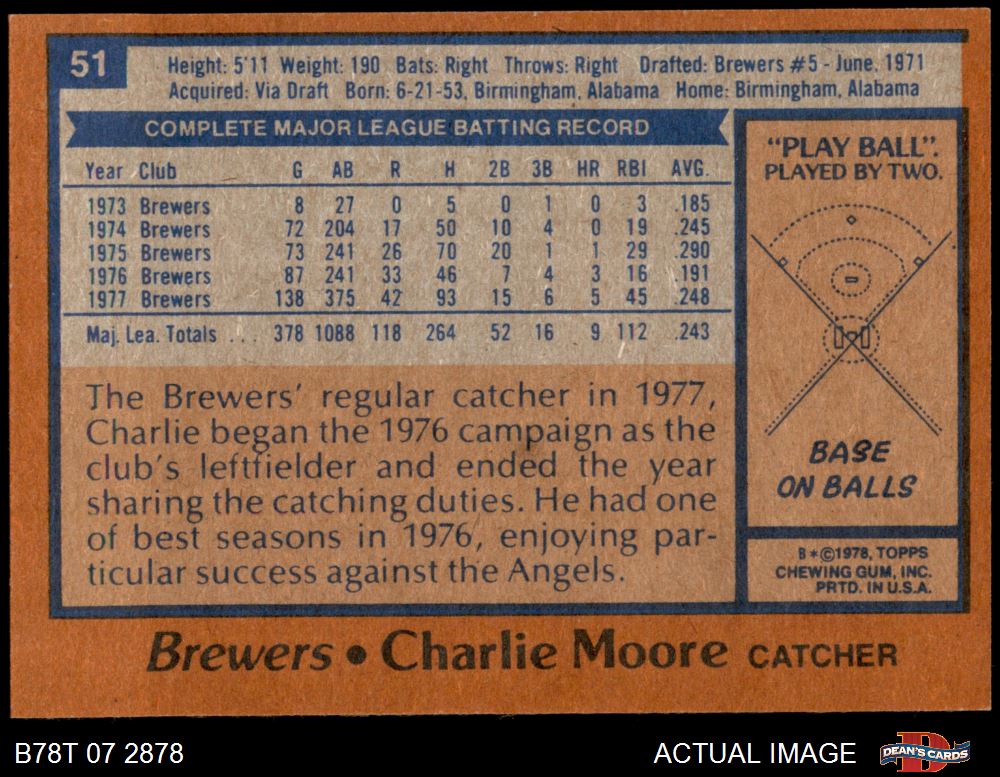 51
Height: 5'11 Weight: 190 Bats: Right Throws: Right Drafted: Brewers #5 - June, 1971
Acquired: Via Draft Born: 6-21-53, Birmingham, Alabama Home: Birmingham, Alabama
COMPLETE MAJOR LEAGUE BATTING RECORD
Year Club G AB R H 2B 3B HR RBI AVG.
1973 Brewers 8 27 0 5 0 1 0 3 .185
1974 Brewers 72 204 17 50 10 4 0 19 .245
1975 Brewers 73 241 26 70 20 1 1 29 .290
1976 Brewers 87 241 33 46 7 4 3 16 .191
1977 Brewers 138 375 42 93 15 6 5 45 .248
Maj. Lea. Totals . . . 378 1088 118 264 52 16 9 112 .243
The Brewers' regular catcher in 1977,
Charlie began the 1976 campaign as the
club's leftfielder and ended the year
sharing the catching duties. He had one
of best seasons in 1976, enjoying par-
ticular success against the Angels.
"PLAY BALL".
PLAYED BY TWO.
BASE
ON BALLS
B*©1978, TOPPS
CHEWING GUM, INC.
PRTD. IN U.S.A.
Brewers • Charlie Moore CATCHER
B78T 07 2878
ACTUAL IMAGE
DEAN'S CARDS